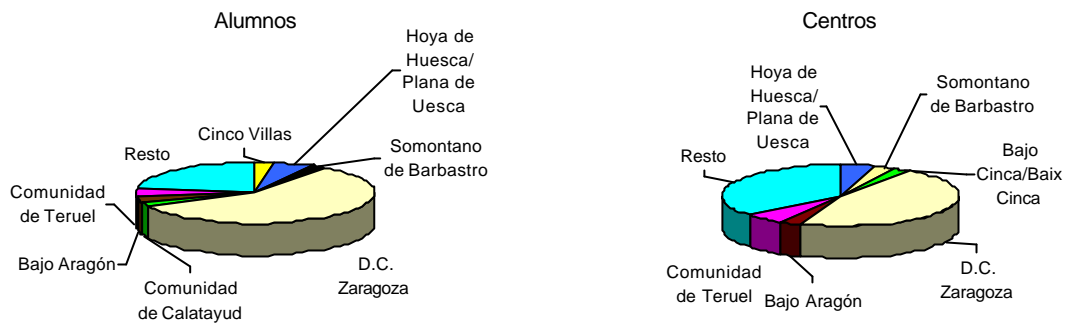 Alumnos
Hoya de
Huesca/
Plana de
Uesca
Cinco Villas
Somontano
de Barbastro
Resto
Comunidad
de Teruel
Bajo Aragón
Comunidad
de Calatayud
D.C.
Zaragoza
Centros
Hoya de
Huesca/
Plana de
Uesca
Somontano
de Barbastro
Bajo
Cinca/Baix
Cinca
Resto
Comunidad
de Teruel
Bajo Aragón
D.C.
Zaragoza